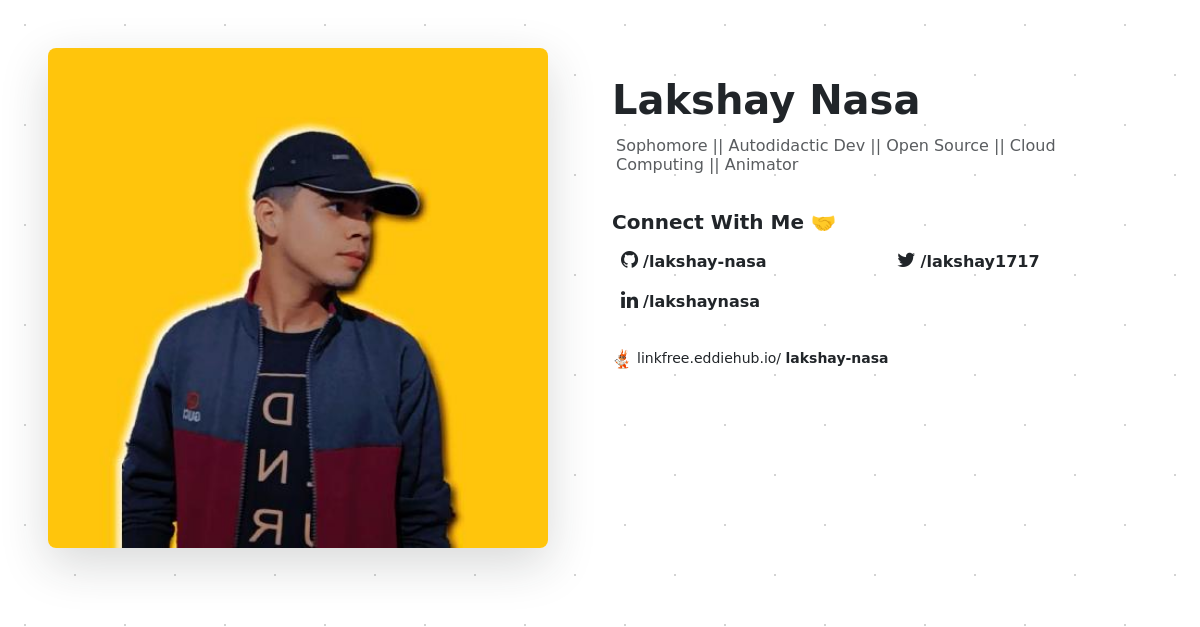 Lakshay Nasa
Sophomore || Autodidactic Dev || Open Source || Cloud
Computing || Animator
Connect With Me 🤝
/lakshay-nasa
/lakshay1717
/lakshaynasa
linkfree.eddiehub.io/ lakshay-nasa